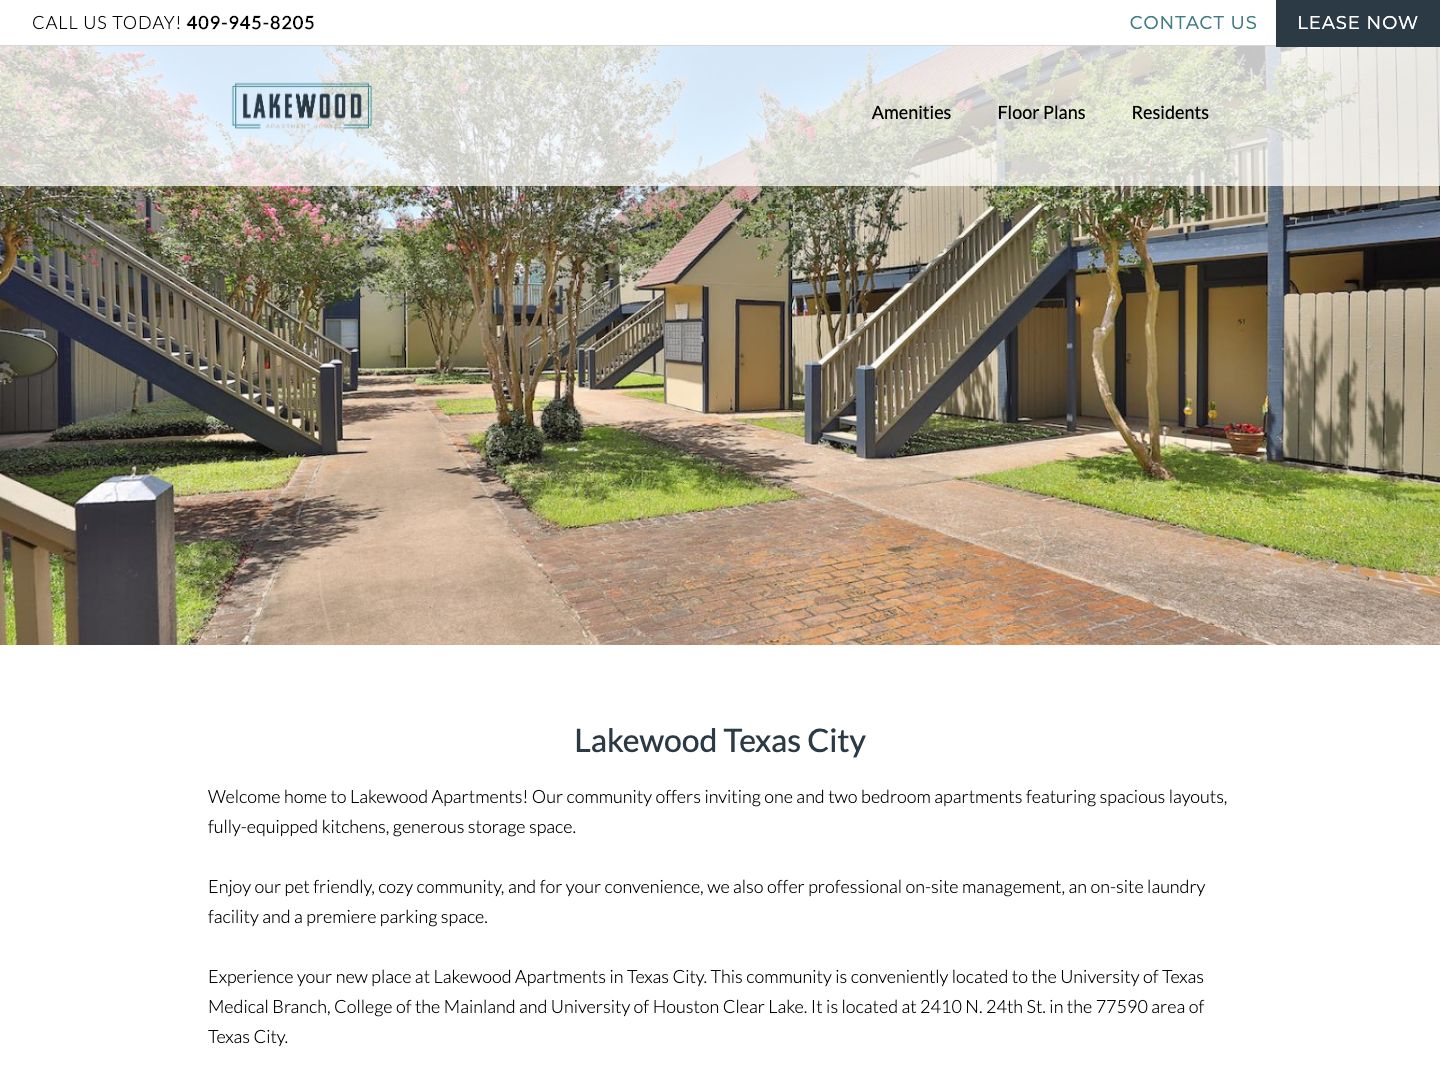 CALL US TODAY! 409-945-8205
CONTACT US
LEASE NOW
LAKEWOOD
Amenities
Floor Plans
Residents
51
Lakewood Texas City
Welcome home to Lakewood Apartments! Our community offers inviting one and two bedroom apartments featuring spacious layouts,
fully-equipped kitchens, generous storage space.
Enjoy our pet friendly, cozy community, and for your convenience, we also offer professional on-site management, an on-site laundry
facility and a premiere parking space.
Experience your new place at Lakewood Apartments in Texas City. This community is conveniently located to the University of Texas
Medical Branch, College of the Mainland and University of Houston Clear Lake. It is located at 2410 N. 24th St. in the 77590 area of
Texas City.